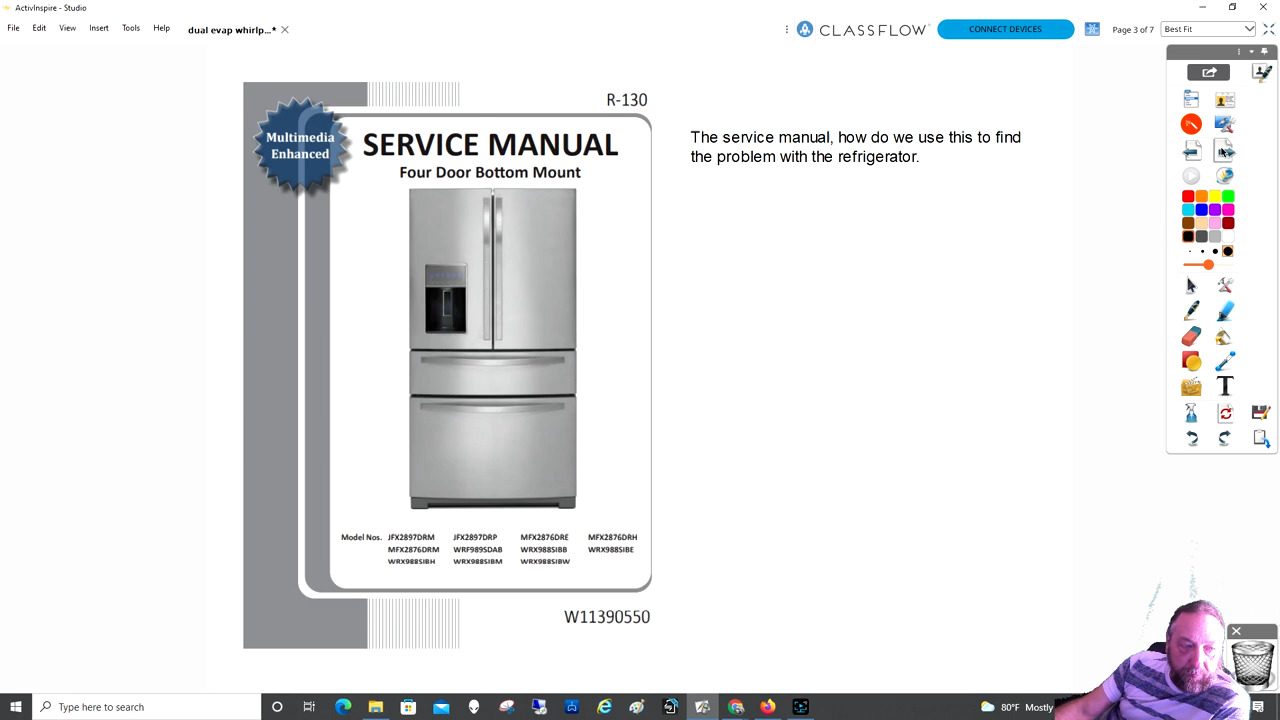 ActivInspire - Studio
File Edit View Insert Tools Help dual evap whirlp...* CLASSFLOW CONNECT DEVICES Page 3 of 7 Best Fit
R-130
Multimedia
Enhanced
SERVICE MANUAL
Four Door Bottom Mount
The service manual, how do we use this to find
the problem with the refrigerator.
Model Nos. JFX2897DRM JFX2897DRP MFX2876DRE MFX2876DRH
MFX2876DRM WRF989SDAB WRX988SIBB WRX988SIBE
WRX988SIBH WRX988SIBM WRX988SIBW
W11390550
Type here to search 80°F Mostly